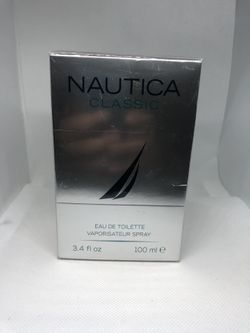 NAUTICA
CLASSIC
EAU DE TOILETTE
VAPORISATEUR SPRAY
3.4 fl oz 100 ml ℮